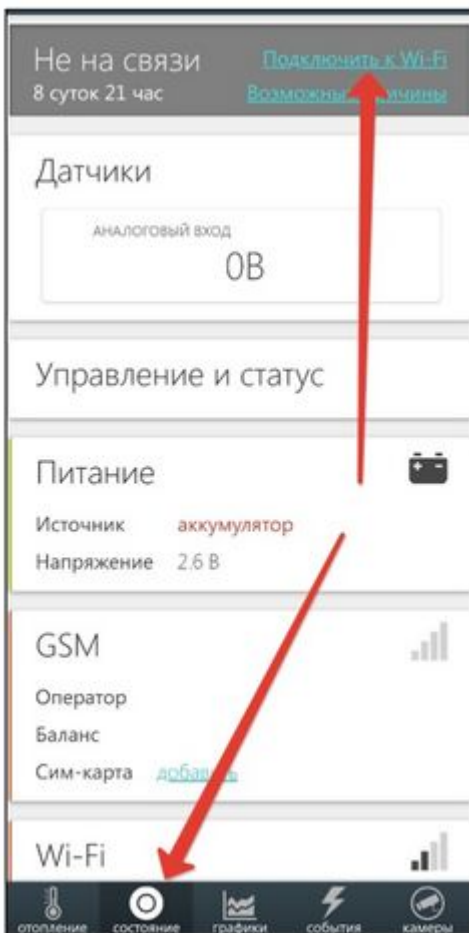 Не на связи Подключить к Wi-Fi
8 суток 21 час
Датчики
АНАЛОГОВЫЙ ВХОД
0В
Управление и статус
Питание
Источник аккумулятор
Напряжение 2.6 В
GSM
Оператор
Баланс
Сим-карта
Wi-Fi
отопление состояние графики события камеры